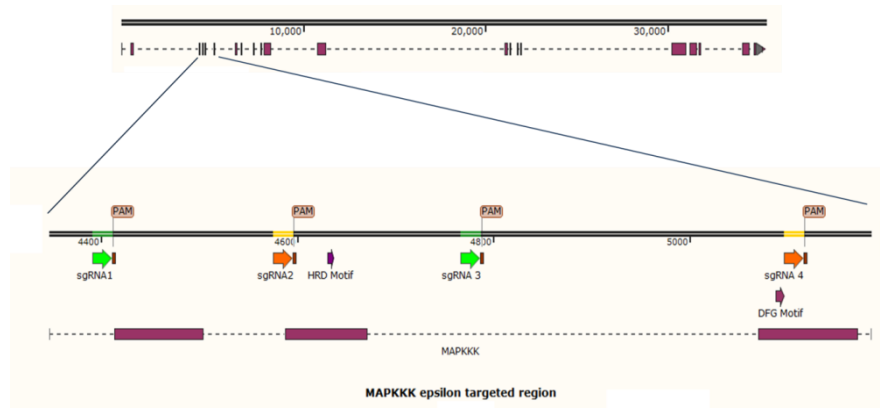 10,000 20,000 30,000
PAM PAM PAM PAM
4400 4600 4800 5000
sgRNA1 sgRNA2 HRD Motif sgRNA 3 sgRNA 4
DFG Motif
MAPKKK
MAPKKK epsilon targeted region